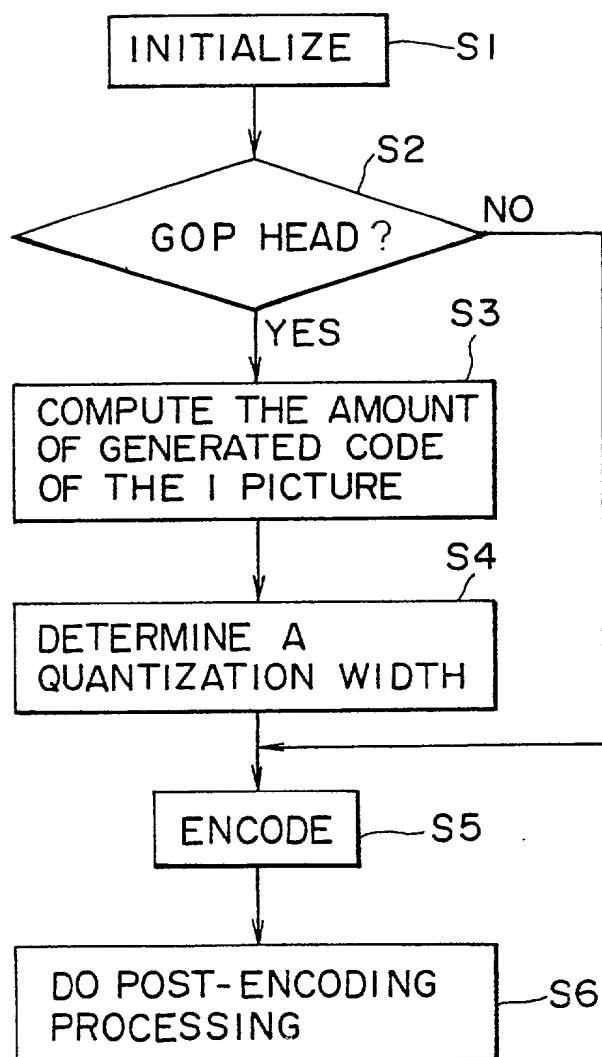 INITIALIZE
S1
S2
GOP HEAD?
NO
YES
S3
COMPUTE THE AMOUNT
OF GENERATED CODE
OF THE I PICTURE
S4
DETERMINE A
QUANTIZATION WIDTH
ENCODE
S5
DO POST-ENCODING
PROCESSING
S6